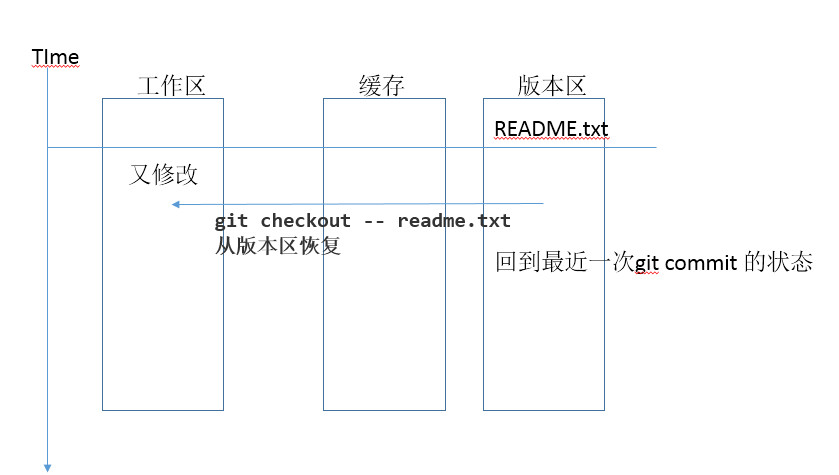 TIme
工作区
缓存
版本区
README.txt
又修改
git checkout -- readme.txt
从版本区恢复
回到最近一次git commit 的状态